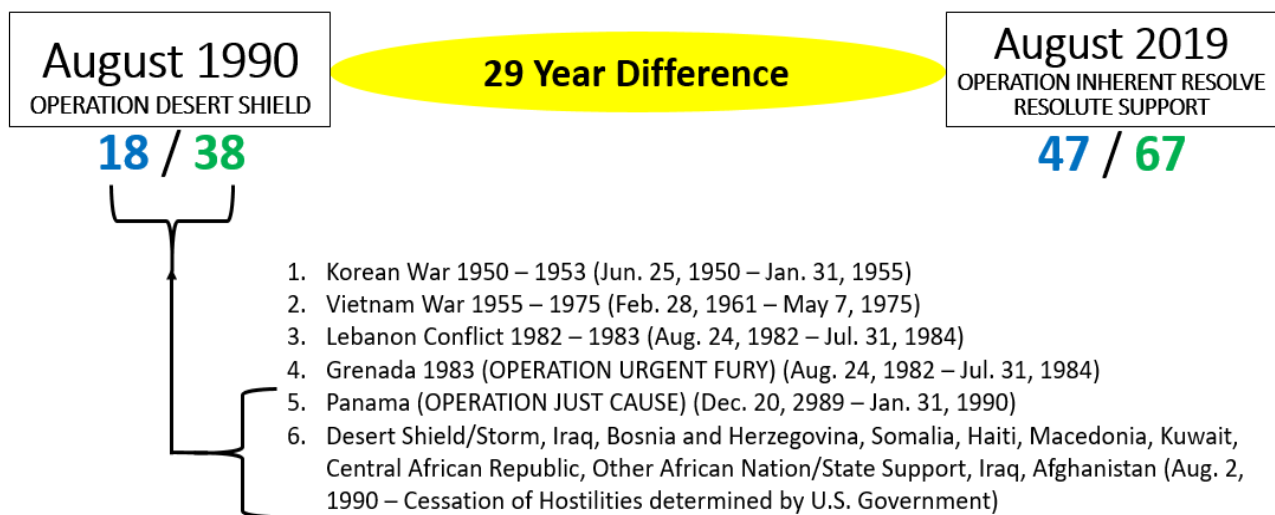 August 1990
OPERATION DESERT SHIELD
29 Year Difference
August 2019
OPERATION INHERENT RESOLVE
RESOLUTE SUPPORT
18 / 38
47 / 67
1. Korean War 1950 – 1953 (Jun. 25, 1950 – Jan. 31, 1955)
2. Vietnam War 1955 – 1975 (Feb. 28, 1961 – May 7, 1975)
3. Lebanon Conflict 1982 – 1983 (Aug. 24, 1982 – Jul. 31, 1984)
4. Grenada 1983 (OPERATION URGENT FURY) (Aug. 24, 1982 – Jul. 31, 1984)
5. Panama (OPERATION JUST CAUSE) (Dec. 20, 2989 – Jan. 31, 1990)
6. Desert Shield/Storm, Iraq, Bosnia and Herzegovina, Somalia, Haiti, Macedonia, Kuwait,
Central African Republic, Other African Nation/State Support, Iraq, Afghanistan (Aug. 2,
1990 – Cessation of Hostilities determined by U.S. Government)